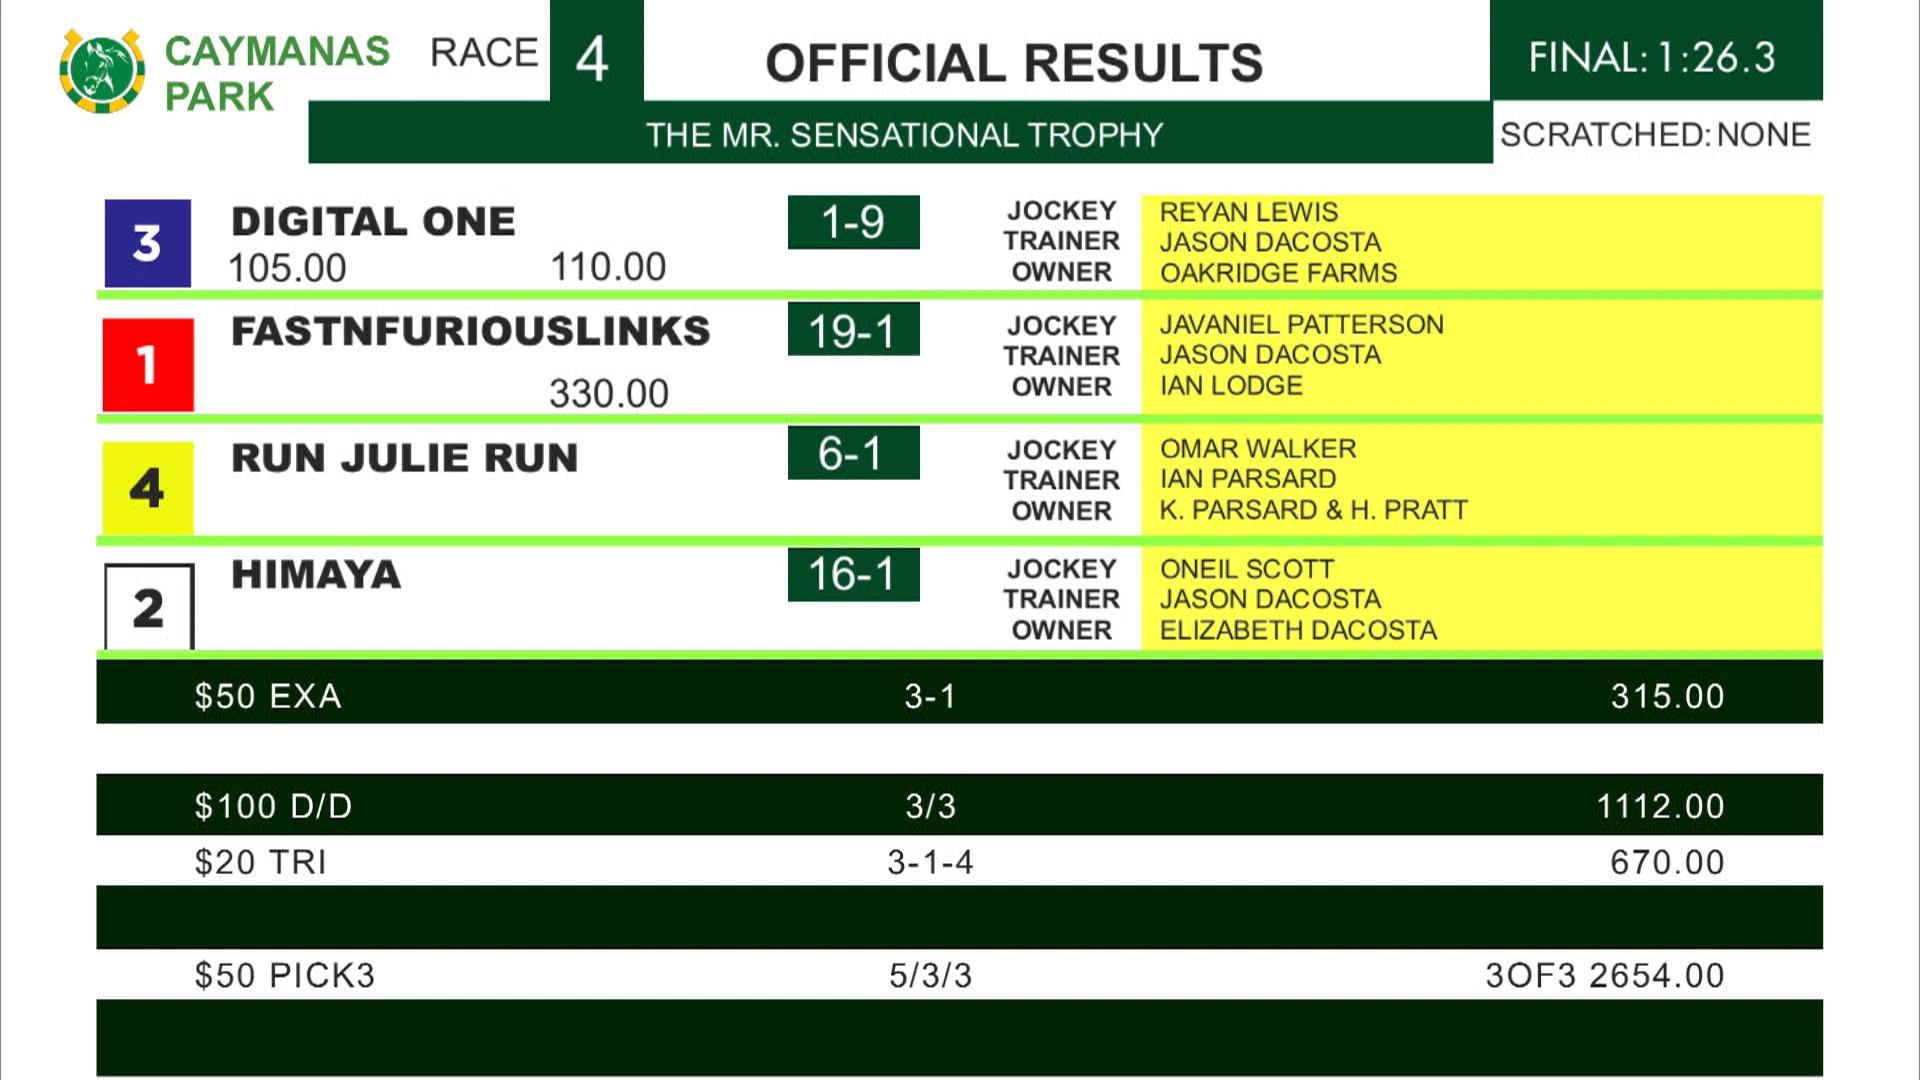 CAYMANAS
PARK
RACE 4
OFFICIAL RESULTS
FINAL: 1:26.3
THE MR. SENSATIONAL TROPHY
SCRATCHED: NONE
3 DIGITAL ONE 1-9
105.00 110.00
JOCKEY REYAN LEWIS
TRAINER JASON DACOSTA
OWNER OAKRIDGE FARMS
1 FASTNFURIOUSLINKS 19-1
330.00
JOCKEY JAVANIEL PATTERSON
TRAINER JASON DACOSTA
OWNER IAN LODGE
4 RUN JULIE RUN 6-1
JOCKEY OMAR WALKER
TRAINER IAN PARSARD
OWNER K. PARSARD & H. PRATT
2 HIMAYA 16-1
JOCKEY ONEIL SCOTT
TRAINER JASON DACOSTA
OWNER ELIZABETH DACOSTA
$50 EXA 3-1 315.00
$100 D/D 3/3 1112.00
$20 TRI 3-1-4 670.00
$50 PICK3 5/3/3 3OF3 2654.00